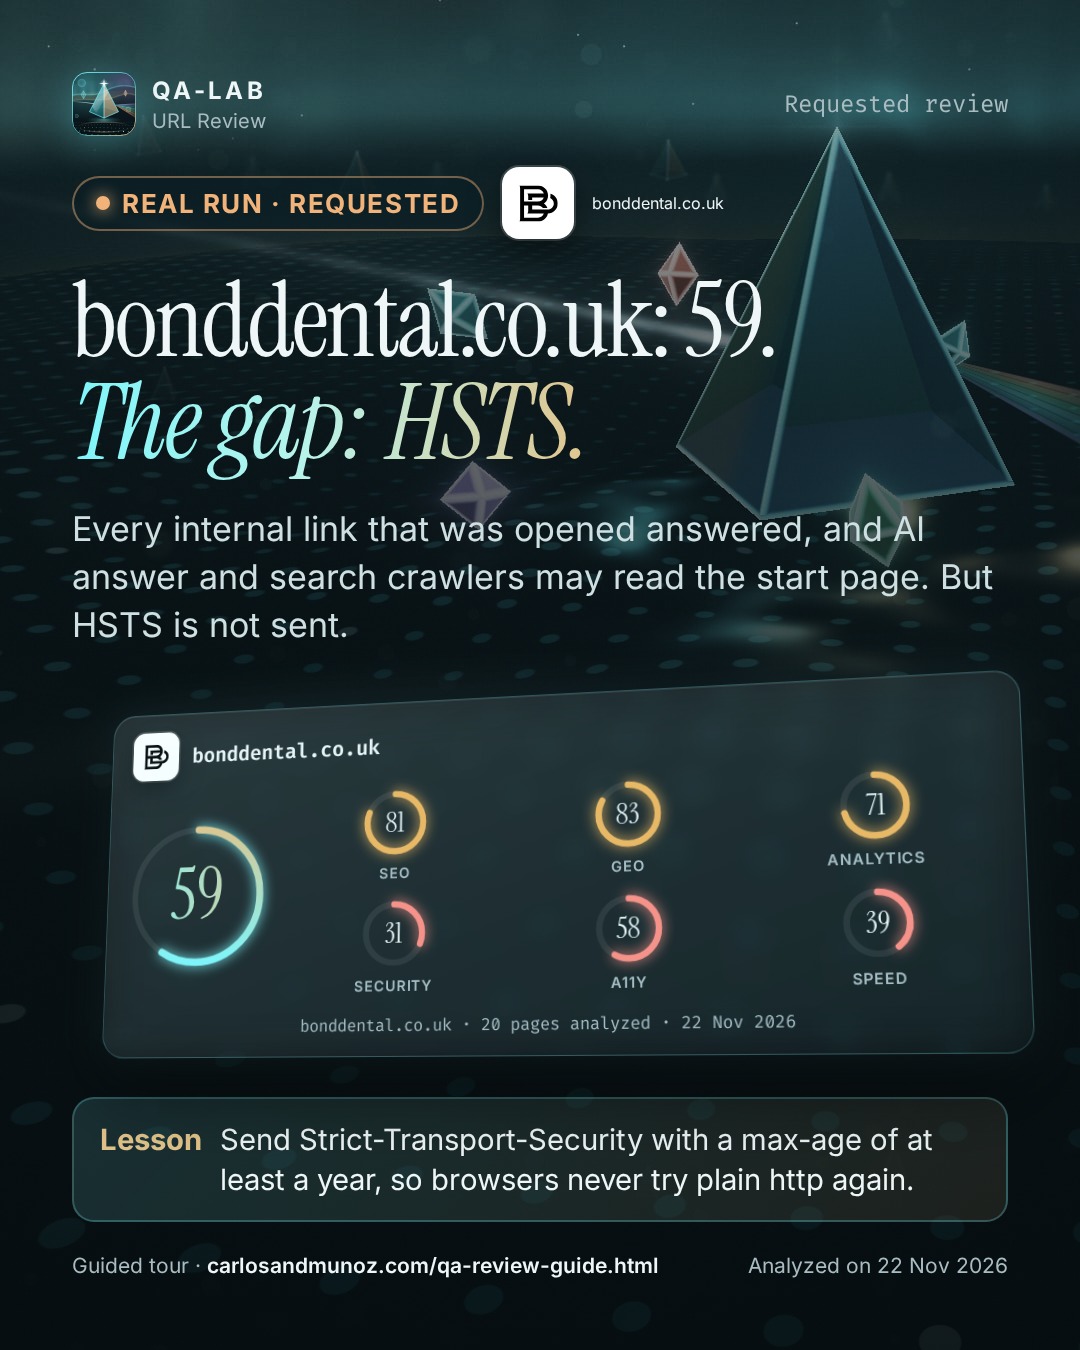 QA-LAB
URL Review
Requested review
REAL RUN · REQUESTED
bonddental.co.uk
bonddental.co.uk: 59.
The gap: HSTS.
Every internal link that was opened answered, and AI
answer and search crawlers may read the start page. But
HSTS is not sent.
bonddental.co.uk
59
81
SEO
83
GEO
71
ANALYTICS
31
SECURITY
58
A11Y
39
SPEED
bonddental.co.uk · 20 pages analyzed · 22 Nov 2026
Lesson Send Strict-Transport-Security with a max-age of at
least a year, so browsers never try plain http again.
Guided tour · carlosandmunoz.com/qa-review-guide.html
Analyzed on 22 Nov 2026